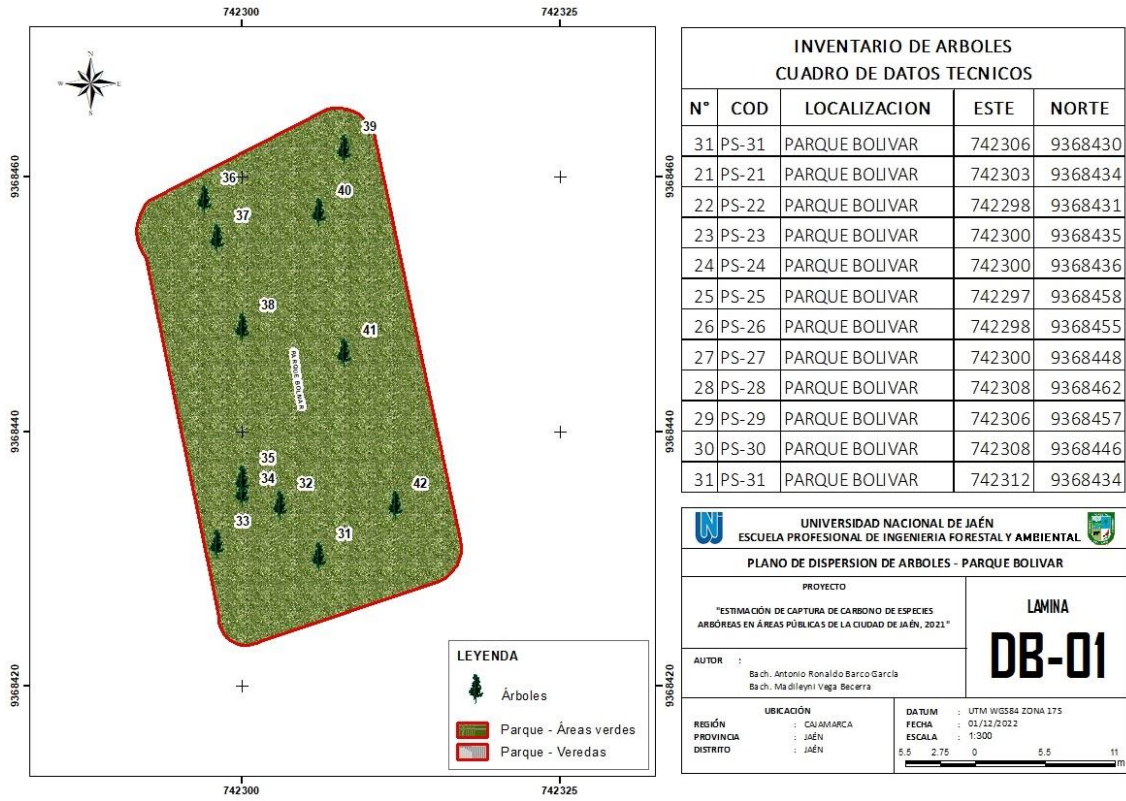 742300
742325
N
W
E
S
9368460
9368460
39
36
40
37
38
41
PARQUE BOLIVAR
9368440
9368440
35
34
32
42
33
31
9368420
9368420
LEYENDA
Árboles
Parque - Áreas verdes
Parque - Veredas
742300
742325
INVENTARIO DE ARBOLES
CUADRO DE DATOS TECNICOS
N° COD LOCALIZACION ESTE NORTE
31 PS-31 PARQUE BOLIVAR 742306 9368430
21 PS-21 PARQUE BOLIVAR 742303 9368434
22 PS-22 PARQUE BOLIVAR 742298 9368431
23 PS-23 PARQUE BOLIVAR 742300 9368435
24 PS-24 PARQUE BOLIVAR 742300 9368436
25 PS-25 PARQUE BOLIVAR 742297 9368458
26 PS-26 PARQUE BOLIVAR 742298 9368455
27 PS-27 PARQUE BOLIVAR 742300 9368448
28 PS-28 PARQUE BOLIVAR 742308 9368462
29 PS-29 PARQUE BOLIVAR 742306 9368457
30 PS-30 PARQUE BOLIVAR 742308 9368446
31 PS-31 PARQUE BOLIVAR 742312 9368434
UNJ
UNIVERSIDAD NACIONAL DE JAÉN
ESCUELA PROFESIONAL DE INGENIERIA FORESTAL Y AMBIENTAL
PLANO DE DISPERSION DE ARBOLES - PARQUE BOLIVAR
PROYECTO
"ESTIMACIÓN DE CAPTURA DE CARBONO DE ESPECIES
ARBÓREAS EN ÁREAS PÚBLICAS DE LA CIUDAD DE JAÉN, 2021"
LAMINA
DB-01
AUTOR :
Bach. Antonio Ronaldo Barco García
Bach. Madileyni Vega Becerra
UBICACIÓN
REGIÓN : CAJAMARCA
PROVINCIA : JAÉN
DISTRITO : JAÉN
DATUM : UTM WGS84 ZONA 17S
FECHA : 01/12/2022
ESCALA : 1:300
5.5 2.75 0 5.5 11
m